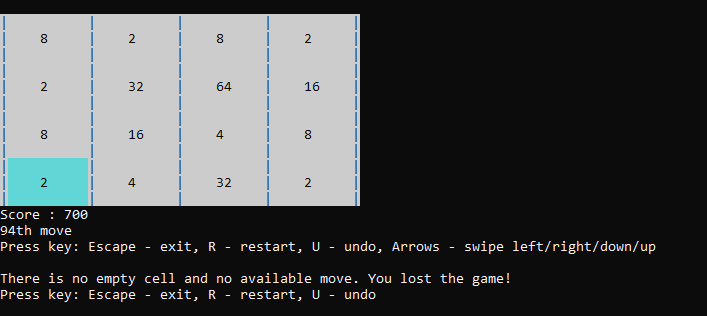 8 2 8 2
2 32 64 16
8 16 4 8
2 4 32 2
Score : 700
94th move
Press key: Escape - exit, R - restart, U - undo, Arrows - swipe left/right/down/up
There is no empty cell and no available move. You lost the game!
Press key: Escape - exit, R - restart, U - undo